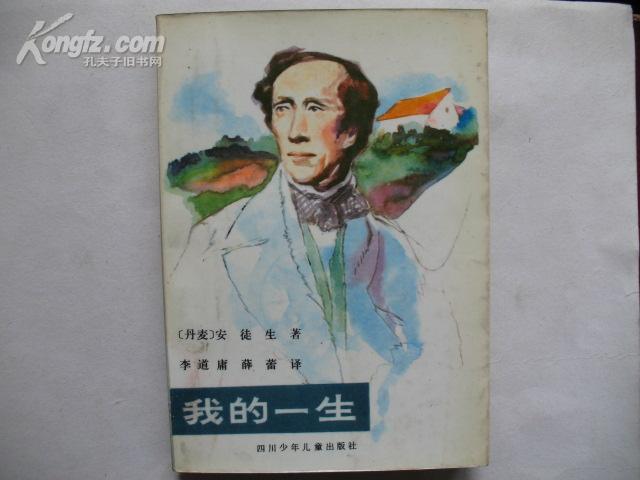 Kongfz.com
孔夫子旧书网
〔丹麦〕安徒生著
李道庸薛蕾译
我的一生
四川少年儿童出版社